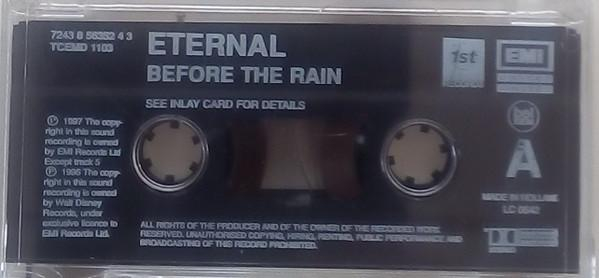 7243 8 56352 4 3
TCEMD 1103
ETERNAL
BEFORE THE RAIN
SEE INLAY CARD FOR DETAILS
1st
RECORDS
EMI
Ⓟ 1997 The copy-
right in this sound
recording is owned
by EMI Records Ltd
Except track 5
Ⓟ 1996 The copy-
right in this sound
recording is owned
by Walt Disney
Records, under
exclusive licence to
EMI Records Ltd.
A
MADE IN HOLLAND
LC 0542
ALL RIGHTS OF THE PRODUCER AND OF THE OWNER OF THE RECORDED WORK
RESERVED. UNAUTHORISED COPYING, HIRING, RENTING, PUBLIC PERFORMANCE AND
BROADCASTING OF THIS RECORD PROHIBITED.